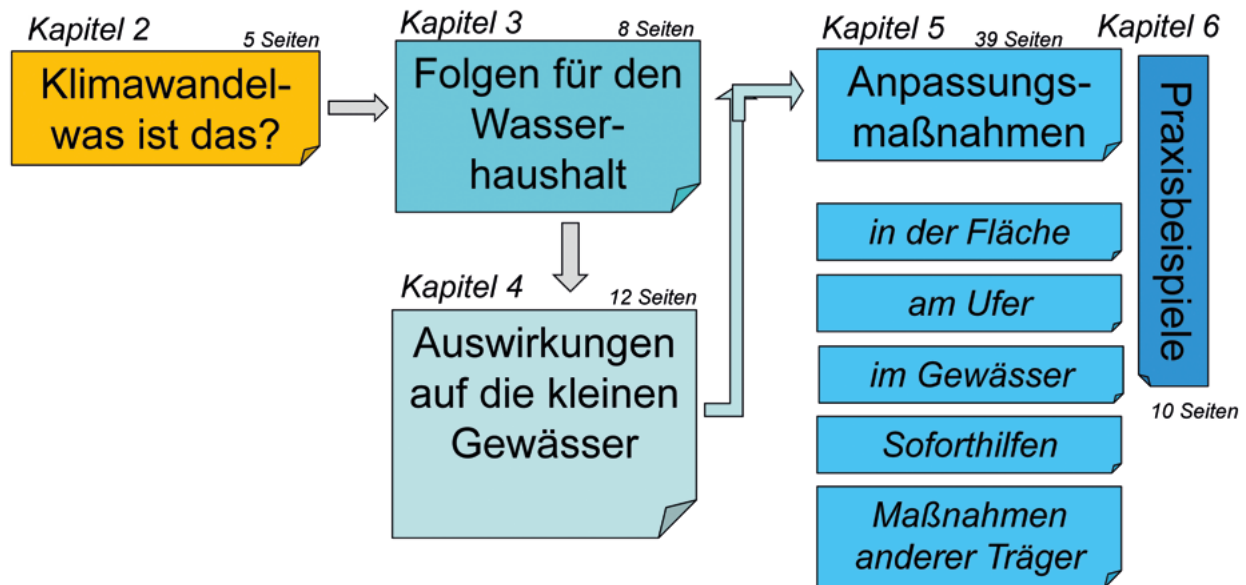 Kapitel 2
5 Seiten
Klimawandel-
was ist das?
Kapitel 3
8 Seiten
Folgen für den
Wasser-
haushalt
Kapitel 4
12 Seiten
Auswirkungen
auf die kleinen
Gewässer
Kapitel 5
39 Seiten
Anpassungs-
maßnahmen
in der Fläche
am Ufer
im Gewässer
Soforthilfen
Maßnahmen
anderer Träger
Kapitel 6
Praxisbeispiele
10 Seiten